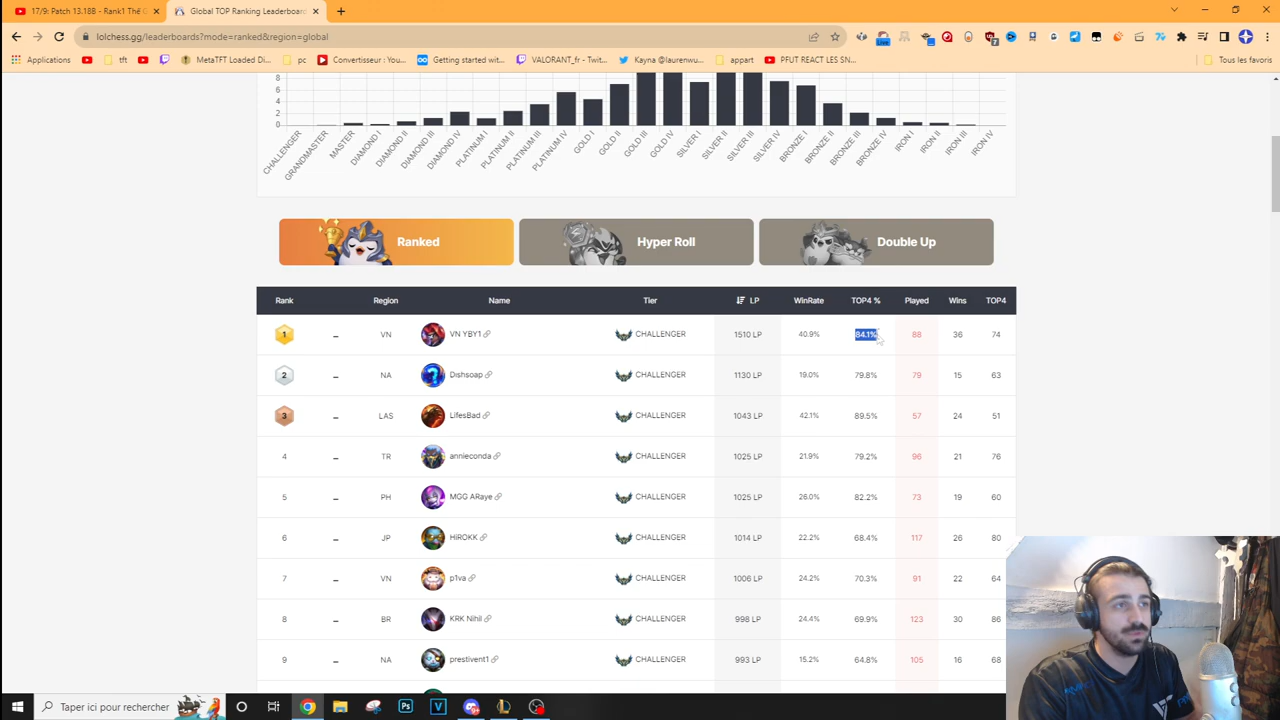 17/9: Patch 13.18B - Rank1 Thế G
Global TOP Ranking Leaderboard
lolchess.gg/leaderboards?mode=ranked&region=global
Applications
tft
MetaTFT Loaded Di...
pc
Convertisseur : You...
Getting started wit...
VALORANT_fr - Twit...
Kayna @laurenwu...
appart
PFUT REACT LES SN...
Tous les favoris
8
6
4
2
0
CHALLENGER
GRANDMASTER
MASTER
DIAMOND I
DIAMOND II
DIAMOND III
DIAMOND IV
PLATINUM I
PLATINUM II
PLATINUM III
PLATINUM IV
GOLD I
GOLD II
GOLD III
GOLD IV
SILVER I
SILVER II
SILVER III
SILVER IV
BRONZE I
BRONZE II
BRONZE III
BRONZE IV
IRON I
IRON II
IRON III
IRON IV
Ranked Hyper Roll Double Up
Rank Region Name Tier LP WinRate TOP4 % Played Wins TOP4
1 – VN VN YBY1 CHALLENGER 1510 LP 40.9% 84.1% 88 36 74
2 – NA Dishsoap CHALLENGER 1130 LP 19.0% 79.8% 79 15 63
3 – LAS LifesBad CHALLENGER 1043 LP 42.1% 89.5% 57 24 51
4 – TR annieconda CHALLENGER 1025 LP 21.9% 79.2% 96 21 76
5 – PH MGG ARaye CHALLENGER 1025 LP 26.0% 82.2% 73 19 60
6 – JP HiROKK CHALLENGER 1014 LP 22.2% 68.4% 117 26 80
7 – VN p1va CHALLENGER 1006 LP 24.2% 70.3% 91 22 64
8 – BR KRK Nihil CHALLENGER 998 LP 24.4% 69.9% 123 30 86
9 – NA prestivent1 CHALLENGER 993 LP 15.2% 64.8% 105 16 68
Taper ici pour rechercher